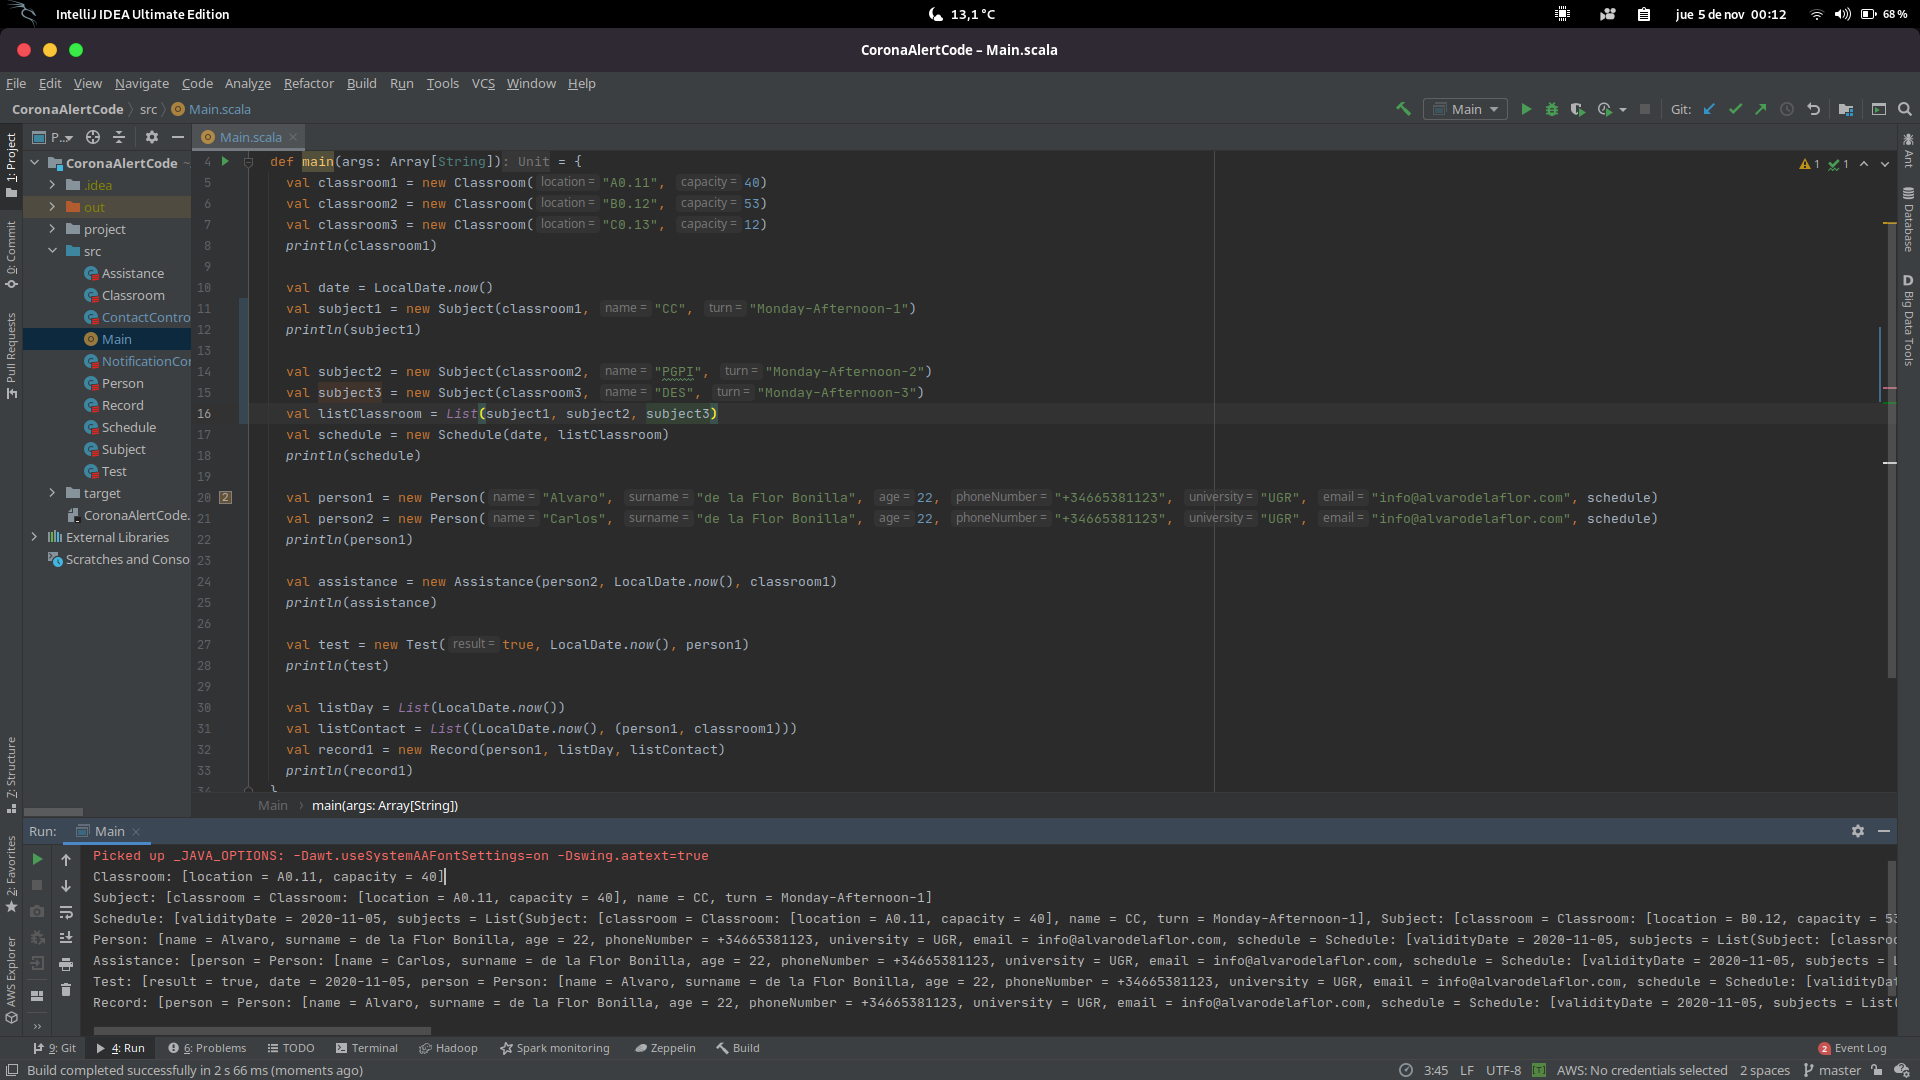 IntelliJ IDEA Ultimate Edition
13,1 °C
jue 5 de nov 00:12
68 %
CoronaAlertCode – Main.scala
File Edit View Navigate Code Analyze Refactor Build Run Tools VCS Window Help
CoronaAlertCode src Main.scala
Main
Git:
P...
Main.scala
1: Project
0: Commit
Pull Requests
7: Structure
2: Favorites
AWS Explorer
CoronaAlertCode ~
.idea
out
project
src
Assistance
Classroom
ContactContro
Main
NotificationCor
Person
Record
Schedule
Subject
Test
target
CoronaAlertCode.
External Libraries
Scratches and Conso
1 1
Ant
Database
D Big Data Tools
4 def main(args: Array[String]): Unit = {
5 val classroom1 = new Classroom( location = "A0.11", capacity = 40)
6 val classroom2 = new Classroom( location = "B0.12", capacity = 53)
7 val classroom3 = new Classroom( location = "C0.13", capacity = 12)
8 println(classroom1)
9
10 val date = LocalDate.now()
11 val subject1 = new Subject(classroom1, name = "CC", turn = "Monday-Afternoon-1")
12 println(subject1)
13
14 val subject2 = new Subject(classroom2, name = "PGPI", turn = "Monday-Afternoon-2")
15 val subject3 = new Subject(classroom3, name = "DES", turn = "Monday-Afternoon-3")
16 val listClassroom = List(subject1, subject2, subject3)
17 val schedule = new Schedule(date, listClassroom)
18 println(schedule)
19
20 2 val person1 = new Person( name = "Alvaro", surname = "de la Flor Bonilla", age = 22, phoneNumber = "+34665381123", university = "UGR", email = "info@alvarodelaflor.com", schedule)
21 val person2 = new Person( name = "Carlos", surname = "de la Flor Bonilla", age = 22, phoneNumber = "+34665381123", university = "UGR", email = "info@alvarodelaflor.com", schedule)
22 println(person1)
23
24 val assistance = new Assistance(person2, LocalDate.now(), classroom1)
25 println(assistance)
26
27 val test = new Test( result = true, LocalDate.now(), person1)
28 println(test)
29
30 val listDay = List(LocalDate.now())
31 val listContact = List((LocalDate.now(), (person1, classroom1)))
32 val record1 = new Record(person1, listDay, listContact)
33 println(record1)
34 }
Main main(args: Array[String])
Run: Main
Picked up _JAVA_OPTIONS: -Dawt.useSystemAAFontSettings=on -Dswing.aatext=true
Classroom: [location = A0.11, capacity = 40]
Subject: [classroom = Classroom: [location = A0.11, capacity = 40], name = CC, turn = Monday-Afternoon-1]
Schedule: [validityDate = 2020-11-05, subjects = List(Subject: [classroom = Classroom: [location = A0.11, capacity = 40], name = CC, turn = Monday-Afternoon-1], Subject: [classroom = Classroom: [location = B0.12, capacity = 53
Person: [name = Alvaro, surname = de la Flor Bonilla, age = 22, phoneNumber = +34665381123, university = UGR, email = info@alvarodelaflor.com, schedule = Schedule: [validityDate = 2020-11-05, subjects = List(Subject: [classroo
Assistance: [person = Person: [name = Carlos, surname = de la Flor Bonilla, age = 22, phoneNumber = +34665381123, university = UGR, email = info@alvarodelaflor.com, schedule = Schedule: [validityDate = 2020-11-05, subjects = L
Test: [result = true, date = 2020-11-05, person = Person: [name = Alvaro, surname = de la Flor Bonilla, age = 22, phoneNumber = +34665381123, university = UGR, email = info@alvarodelaflor.com, schedule = Schedule: [validityDat
Record: [person = Person: [name = Alvaro, surname = de la Flor Bonilla, age = 22, phoneNumber = +34665381123, university = UGR, email = info@alvarodelaflor.com, schedule = Schedule: [validityDate = 2020-11-05, subjects = List(
9: Git 4: Run 6: Problems TODO Terminal Hadoop Spark monitoring Zeppelin Build 2 Event Log
Build completed successfully in 2 s 66 ms (moments ago) 3:45 LF UTF-8 AWS: No credentials selected 2 spaces master